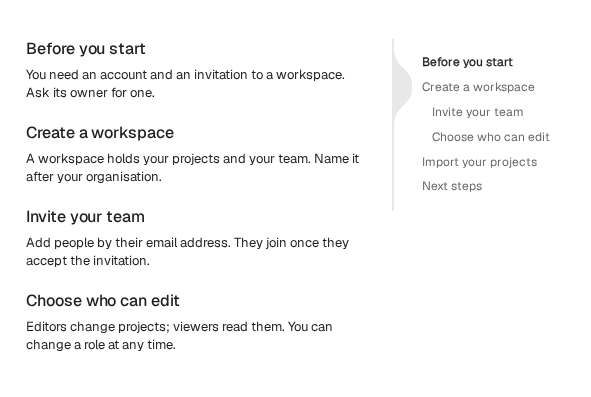 Before you start
You need an account and an invitation to a workspace.
Ask its owner for one.
Create a workspace
A workspace holds your projects and your team. Name it
after your organisation.
Invite your team
Add people by their email address. They join once they
accept the invitation.
Choose who can edit
Editors change projects; viewers read them. You can
change a role at any time.
Before you start
Create a workspace
Invite your team
Choose who can edit
Import your projects
Next steps